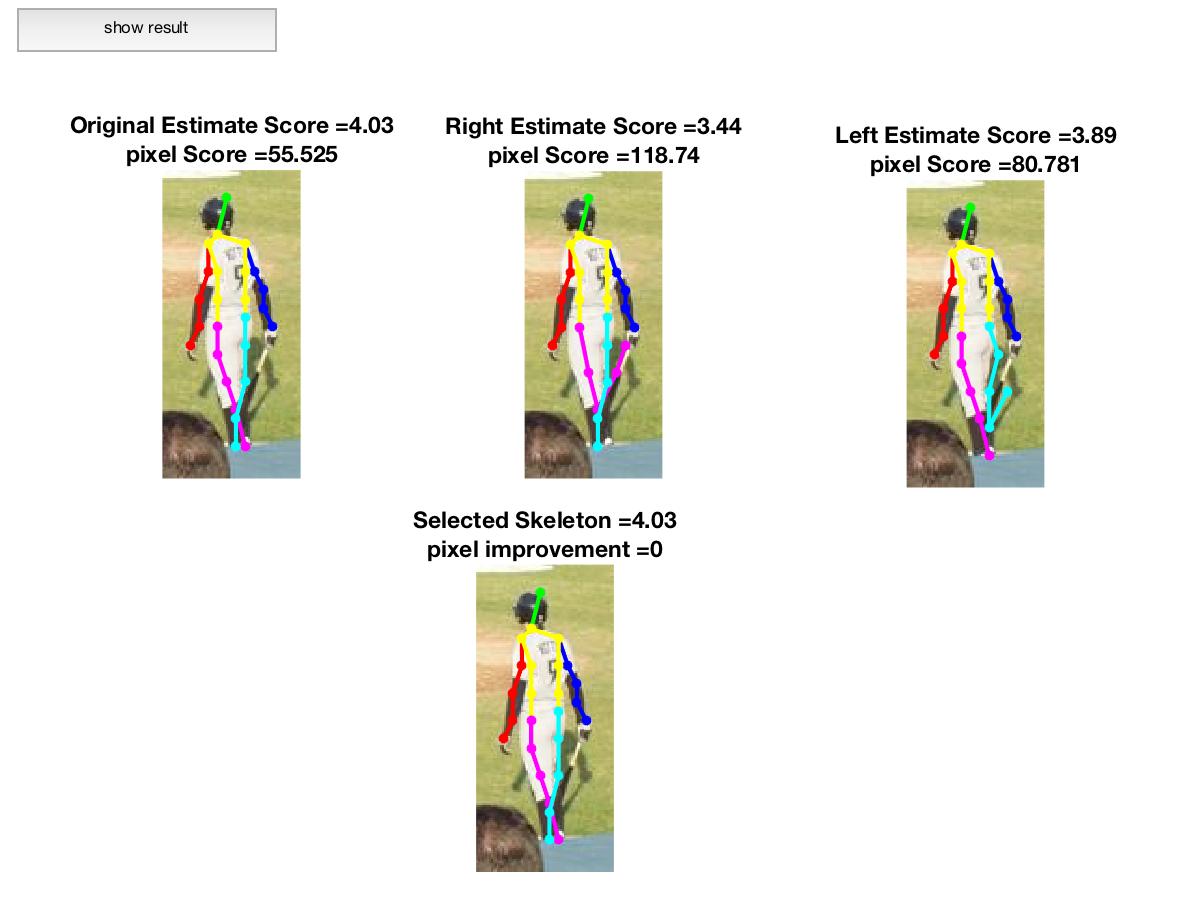 show result
Original Estimate Score =4.03
pixel Score =55.525
Right Estimate Score =3.44
pixel Score =118.74
Left Estimate Score =3.89
pixel Score =80.781
Selected Skeleton =4.03
pixel improvement =0